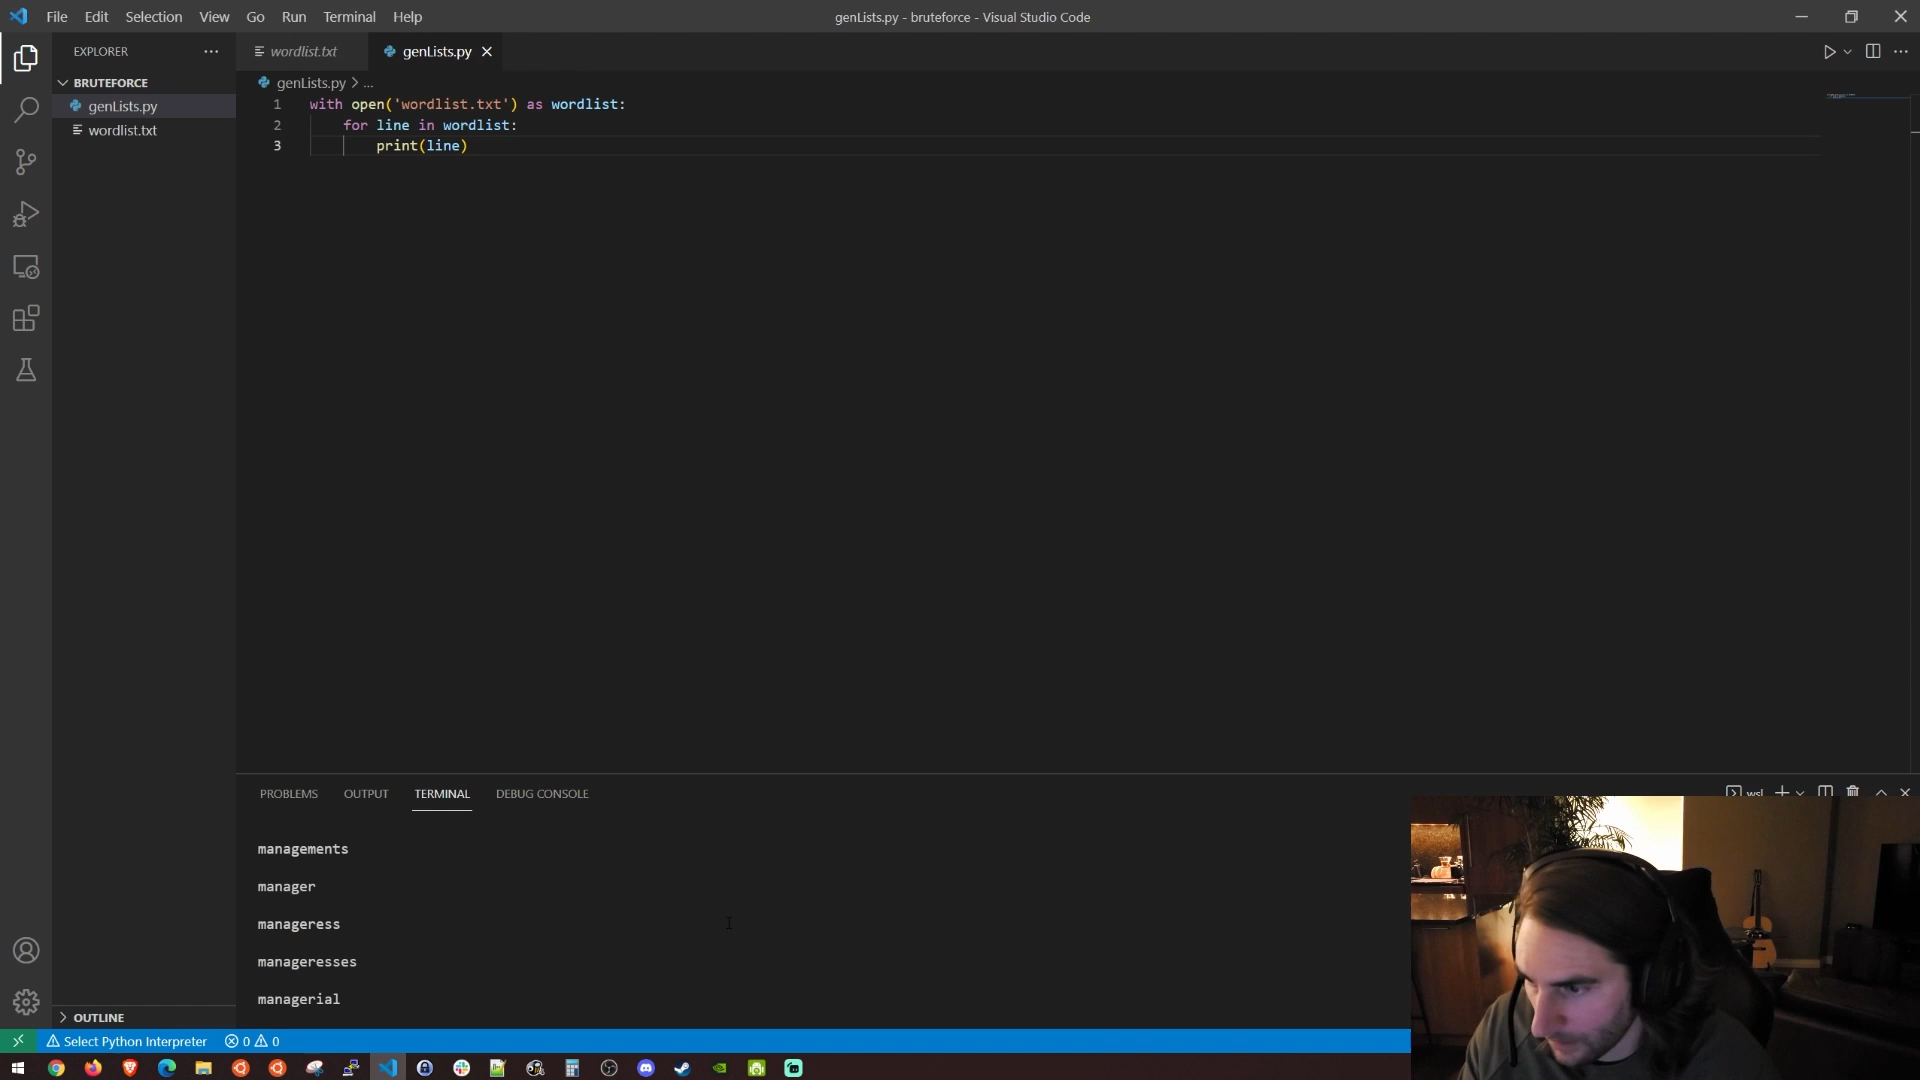 File Edit Selection View Go Run Terminal Help
genLists.py - bruteforce - Visual Studio Code
EXPLORER
wordlist.txt
genLists.py
BRUTEFORCE
genLists.py
wordlist.txt
genLists.py > ...
1 with open('wordlist.txt') as wordlist:
2 for line in wordlist:
3 print(line)
PROBLEMS OUTPUT TERMINAL DEBUG CONSOLE
wsl
managements
manager
manageress
manageresses
managerial
OUTLINE
Select Python Interpreter 0 0